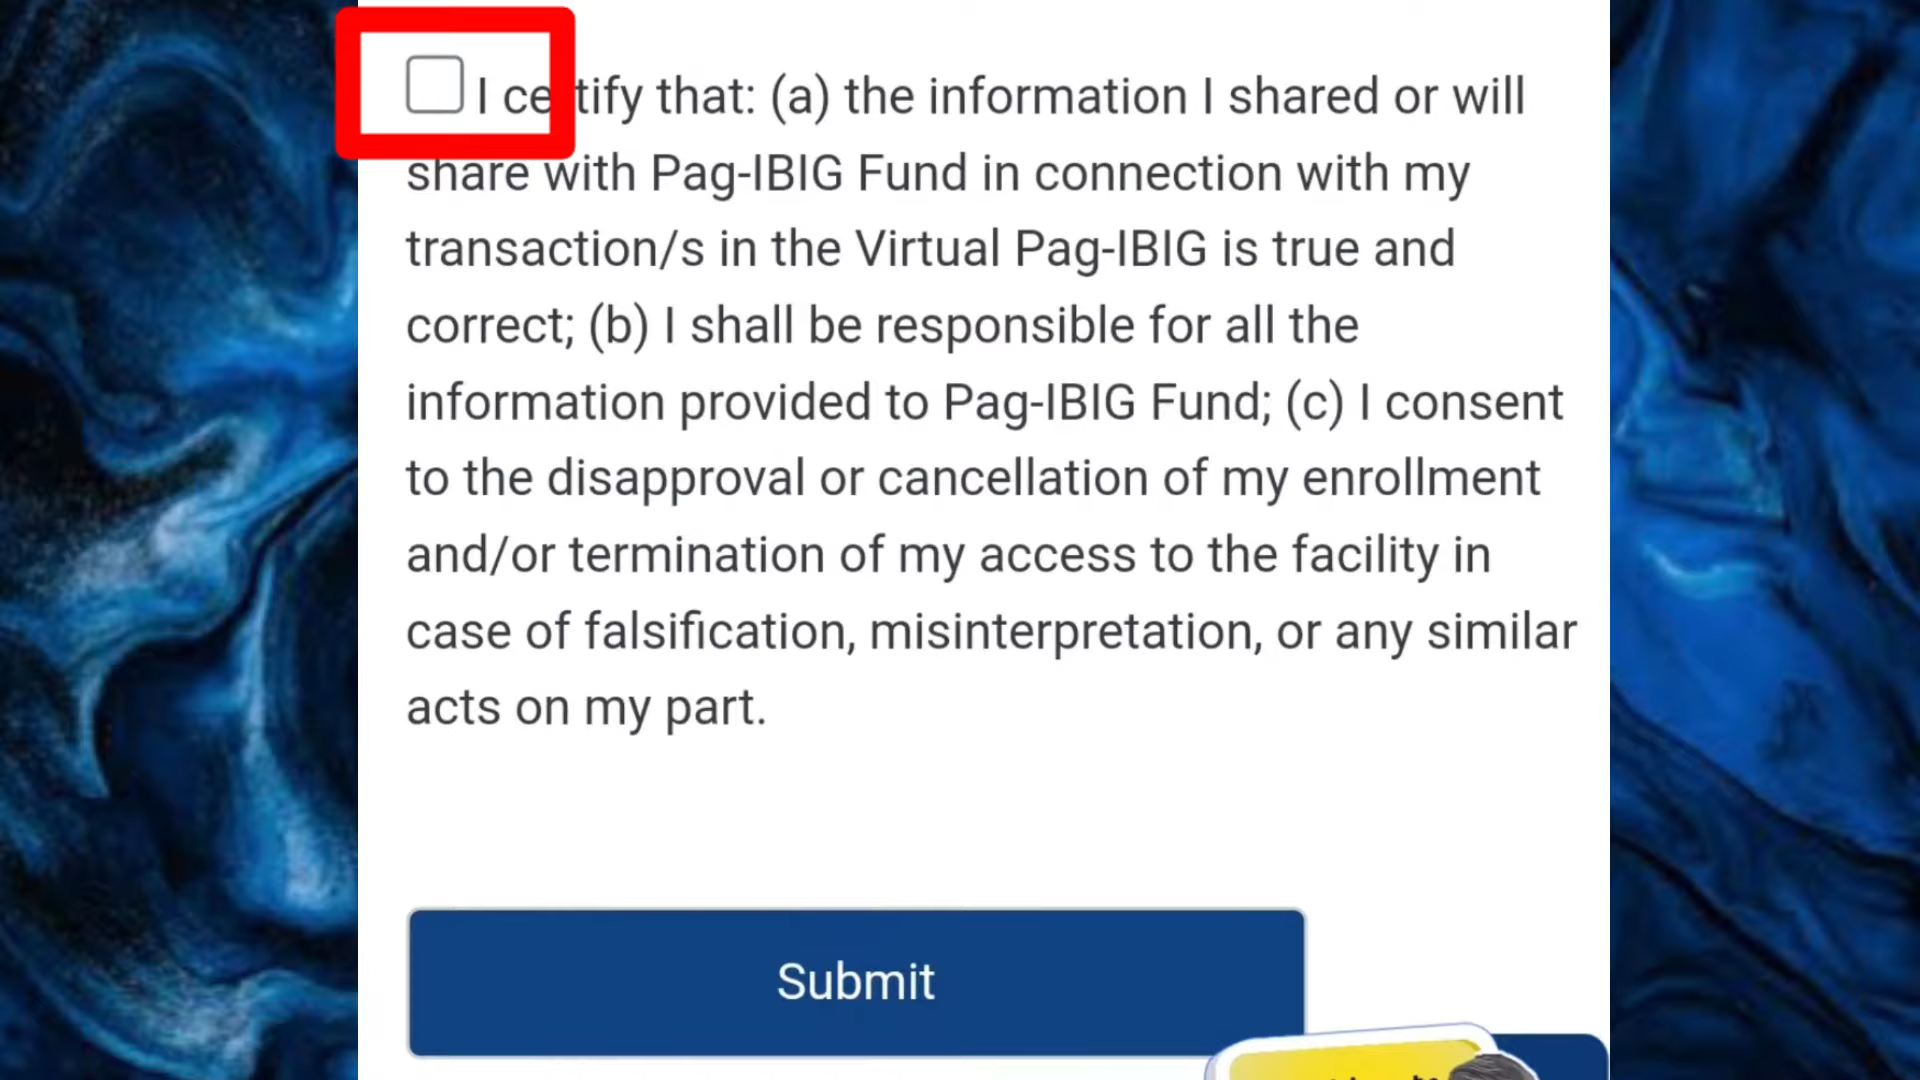 I certify that: (a) the information I shared or will
share with Pag-IBIG Fund in connection with my
transaction/s in the Virtual Pag-IBIG is true and
correct; (b) I shall be responsible for all the
information provided to Pag-IBIG Fund; (c) I consent
to the disapproval or cancellation of my enrollment
and/or termination of my access to the facility in
case of falsification, misinterpretation, or any similar
acts on my part.
Submit